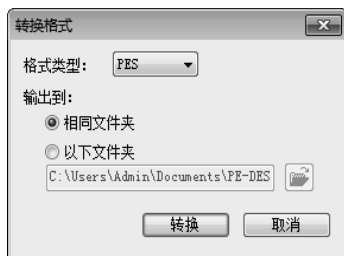 转换格式
格式类型： PES
输出到：
相同文件夹
以下文件夹
C:\Users\Admin\Documents\PE-DES
转换 取消